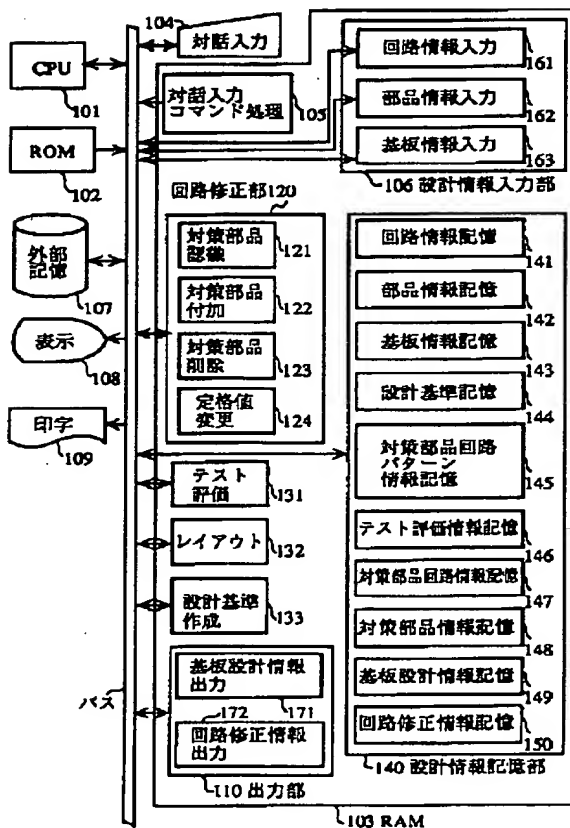 104
対話入力
CPU
101
対話入力
コマンド処理
105
ROM
102
回路情報入力
161
部品情報入力
162
基板情報入力
163
106 設計情報入力部
回路修正部120
外部
記憶
107
対策部品
認識
121
対策部品
付加
122
対策部品
削除
123
定格値
変更
124
表示
108
印字
109
回路情報記憶
141
部品情報記憶
142
基板情報記憶
143
設計基準記憶
144
対策部品回路
パターン
情報記憶
145
テスト
評価
131
レイアウト
132
設計基準
作成
133
テスト評価情報記憶
146
対策部品回路情報記憶
147
対策部品情報記憶
148
基板設計情報記憶
149
回路修正情報記憶
150
140 設計情報記憶部
バス
基板設計情報
出力
171
172
回路修正情報
出力
110 出力部
103 RAM